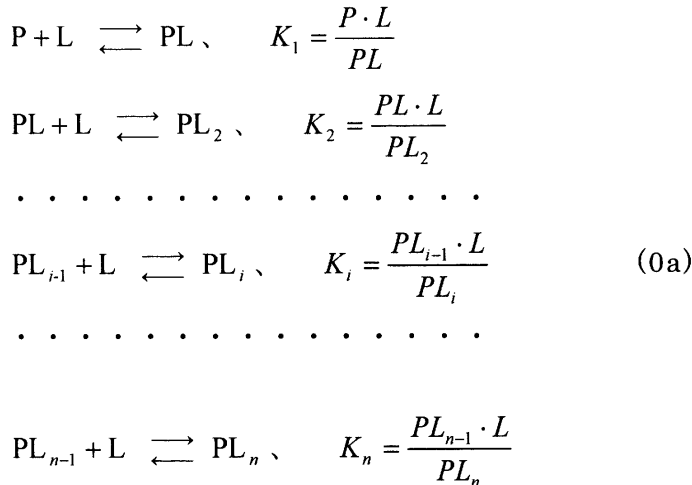 P + L ⇄ PL 、 K₁ = P · L / PL
PL + L ⇄ PL₂ 、 K₂ = PL · L / PL₂
· · · · · · · · · · · · · · ·
PLᵢ₋₁ + L ⇄ PLᵢ 、 Kᵢ = PLᵢ₋₁ · L / PLᵢ (0a)
· · · · · · · · · · · · · · ·
PLₙ₋₁ + L ⇄ PLₙ 、 Kₙ = PLₙ₋₁ · L / PLₙ